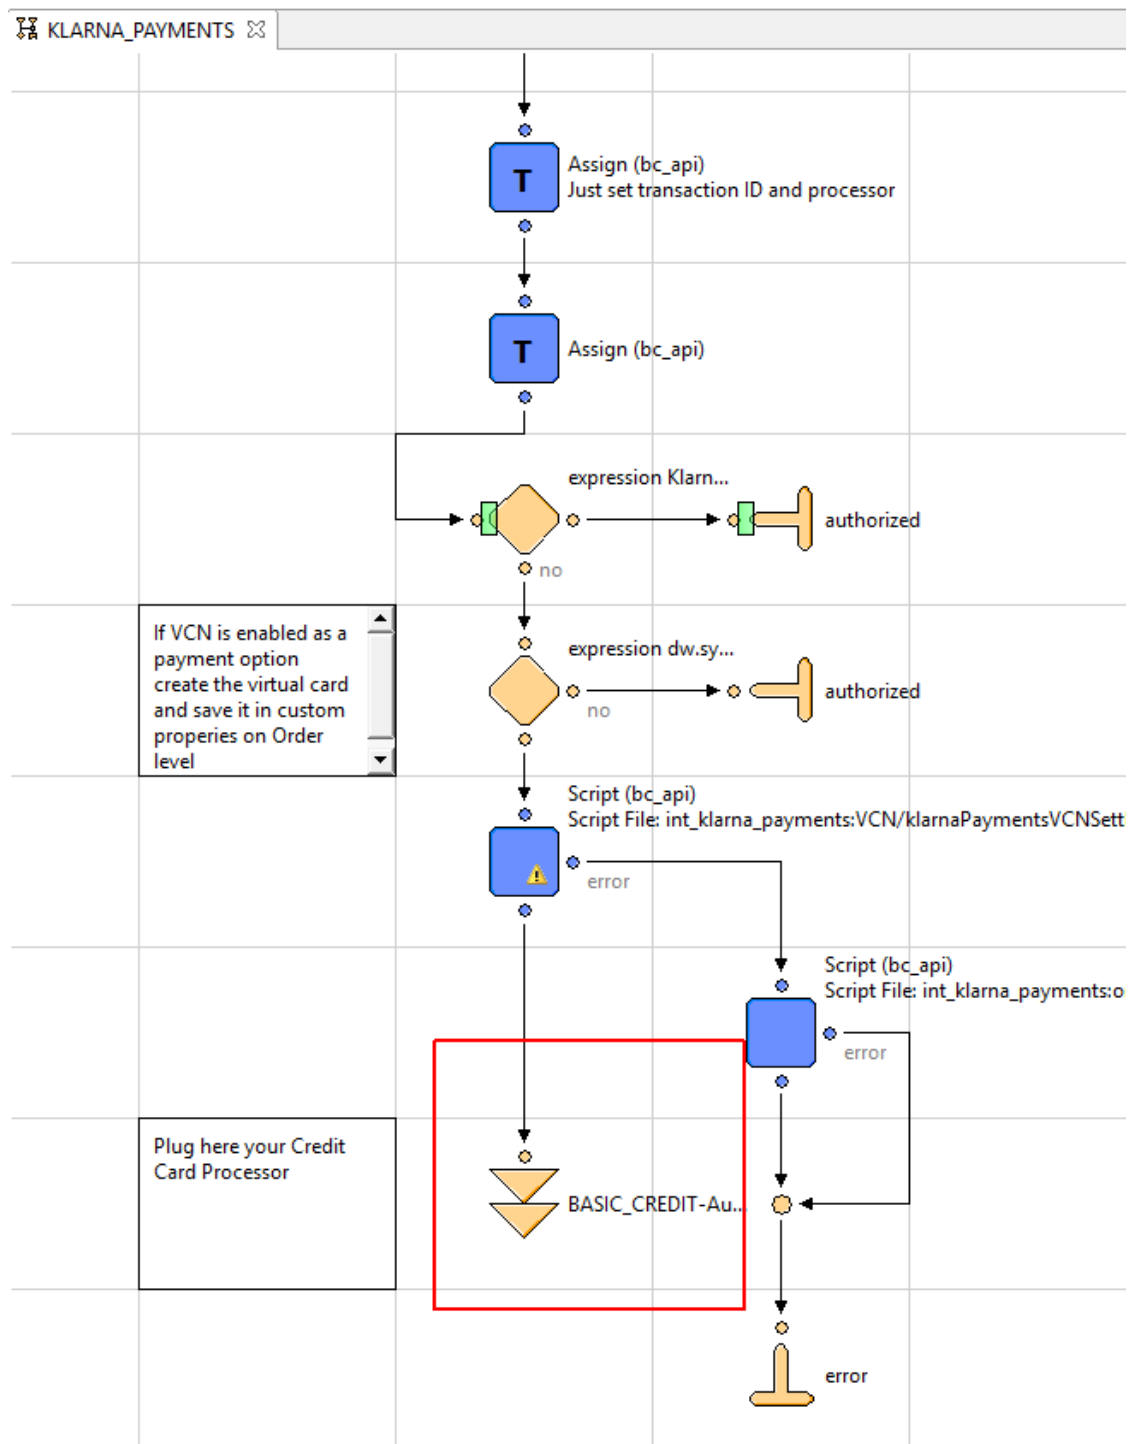 KLARNA_PAYMENTS
Assign (bc_api)
Just set transaction ID and processor
T
Assign (bc_api)
T
expression Klarn...
authorized
no
If VCN is enabled as a
payment option
create the virtual card
and save it in custom
properies on Order
level
expression dw.sy...
authorized
no
Script (bc_api)
Script File: int_klarna_payments:VCN/klarnaPaymentsVCNSett
error
Script (bc_api)
Script File: int_klarna_payments:o
error
Plug here your Credit
Card Processor
BASIC_CREDIT-Au...
error